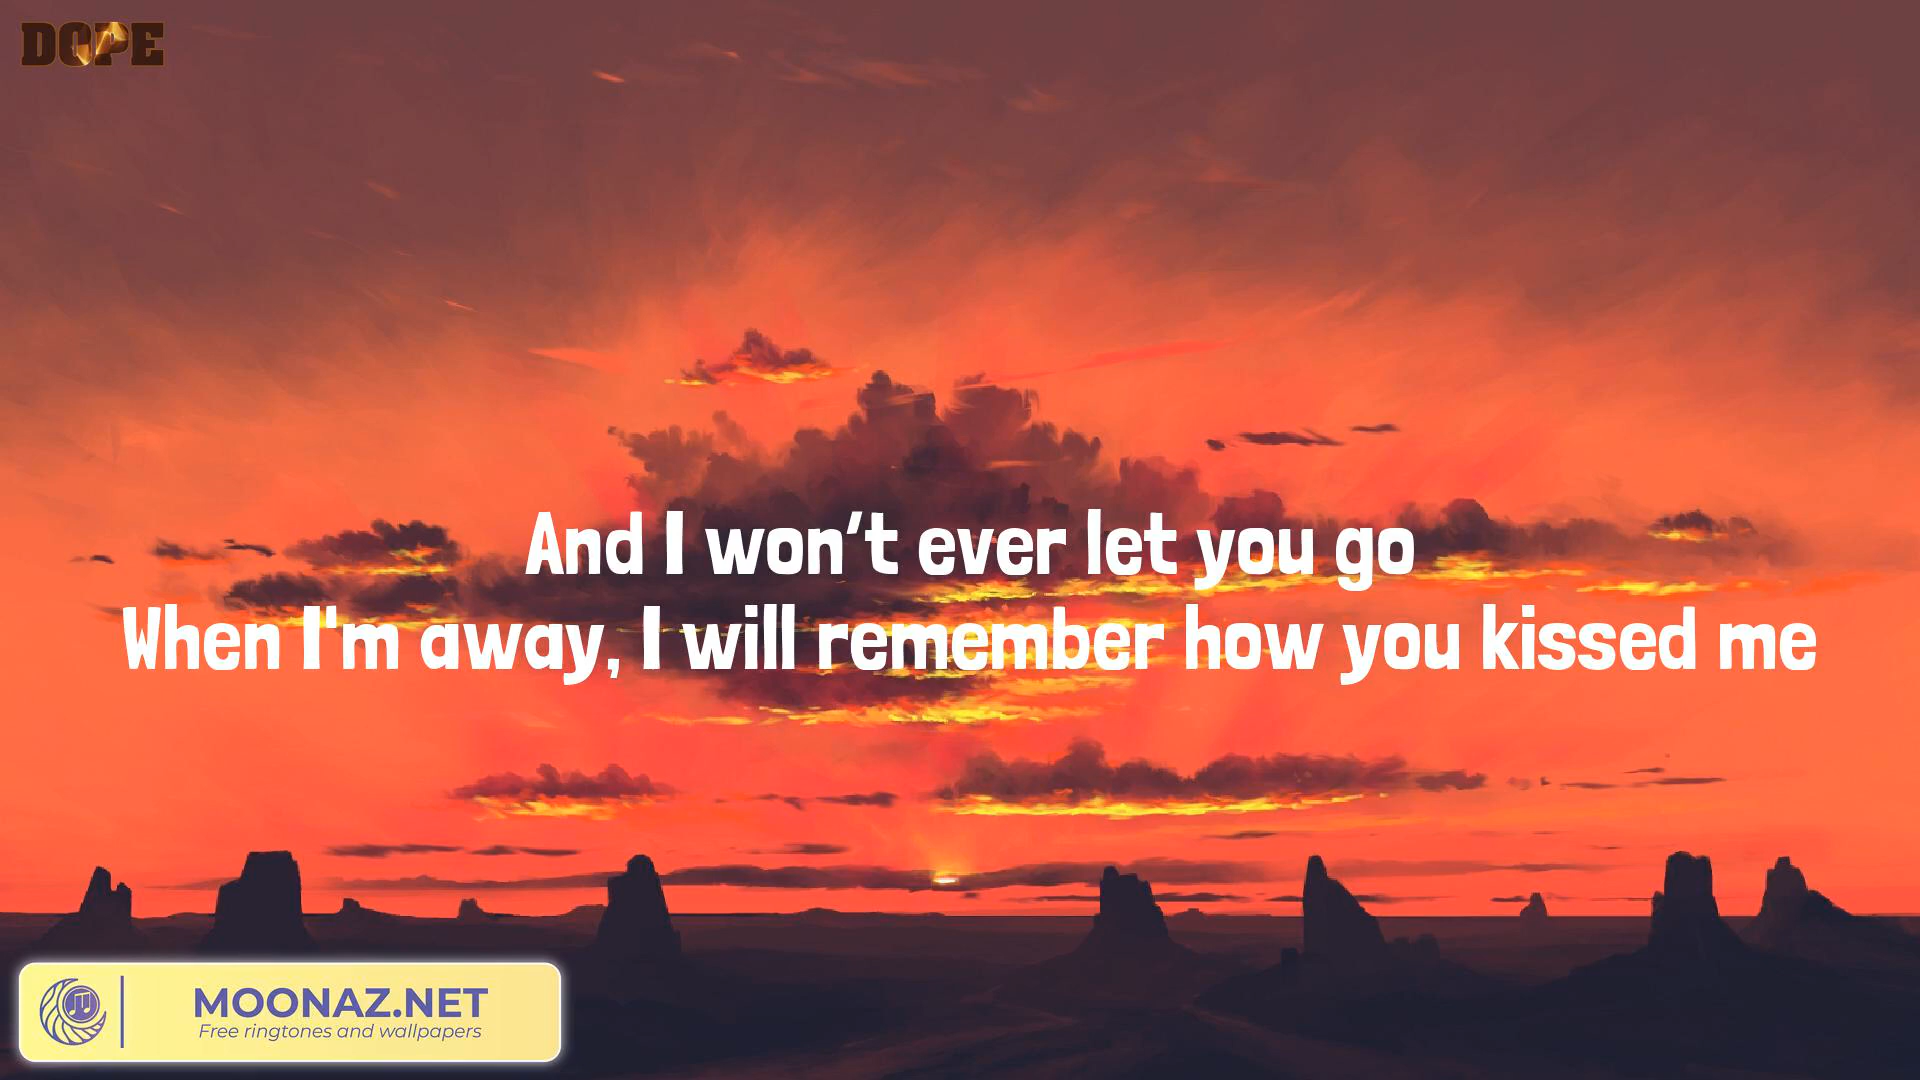 DOPE
And I won’t ever let you go
When I'm away, I will remember how you kissed me
MOONAZ.NET
Free ringtones and wallpapers